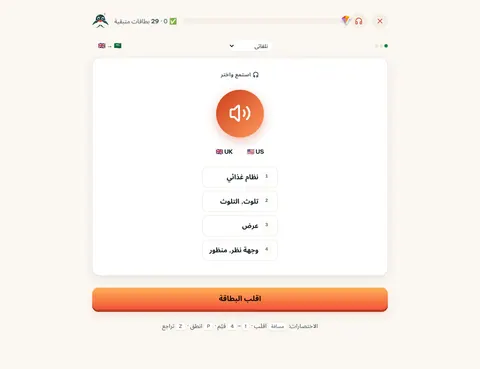 29 بطاقات متبقية · 0 ✅
تلقائي
🎧 استمع واختر
🇬🇧 UK 🇺🇸 US
1 نظام غذائي
2 تلوث، التلوث
3 عرض
4 وجهة نظر، منظور
اقلب البطاقة
الاختصارات: مسافة اقلب · 1 – 4 قيّم · P انطق · Z تراجع